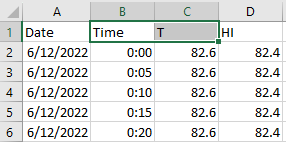 A B C D
1 Date Time T HI
2 6/12/2022 0:00 82.6 82.4
3 6/12/2022 0:05 82.6 82.4
4 6/12/2022 0:10 82.6 82.4
5 6/12/2022 0:15 82.6 82.4
6 6/12/2022 0:20 82.6 82.4